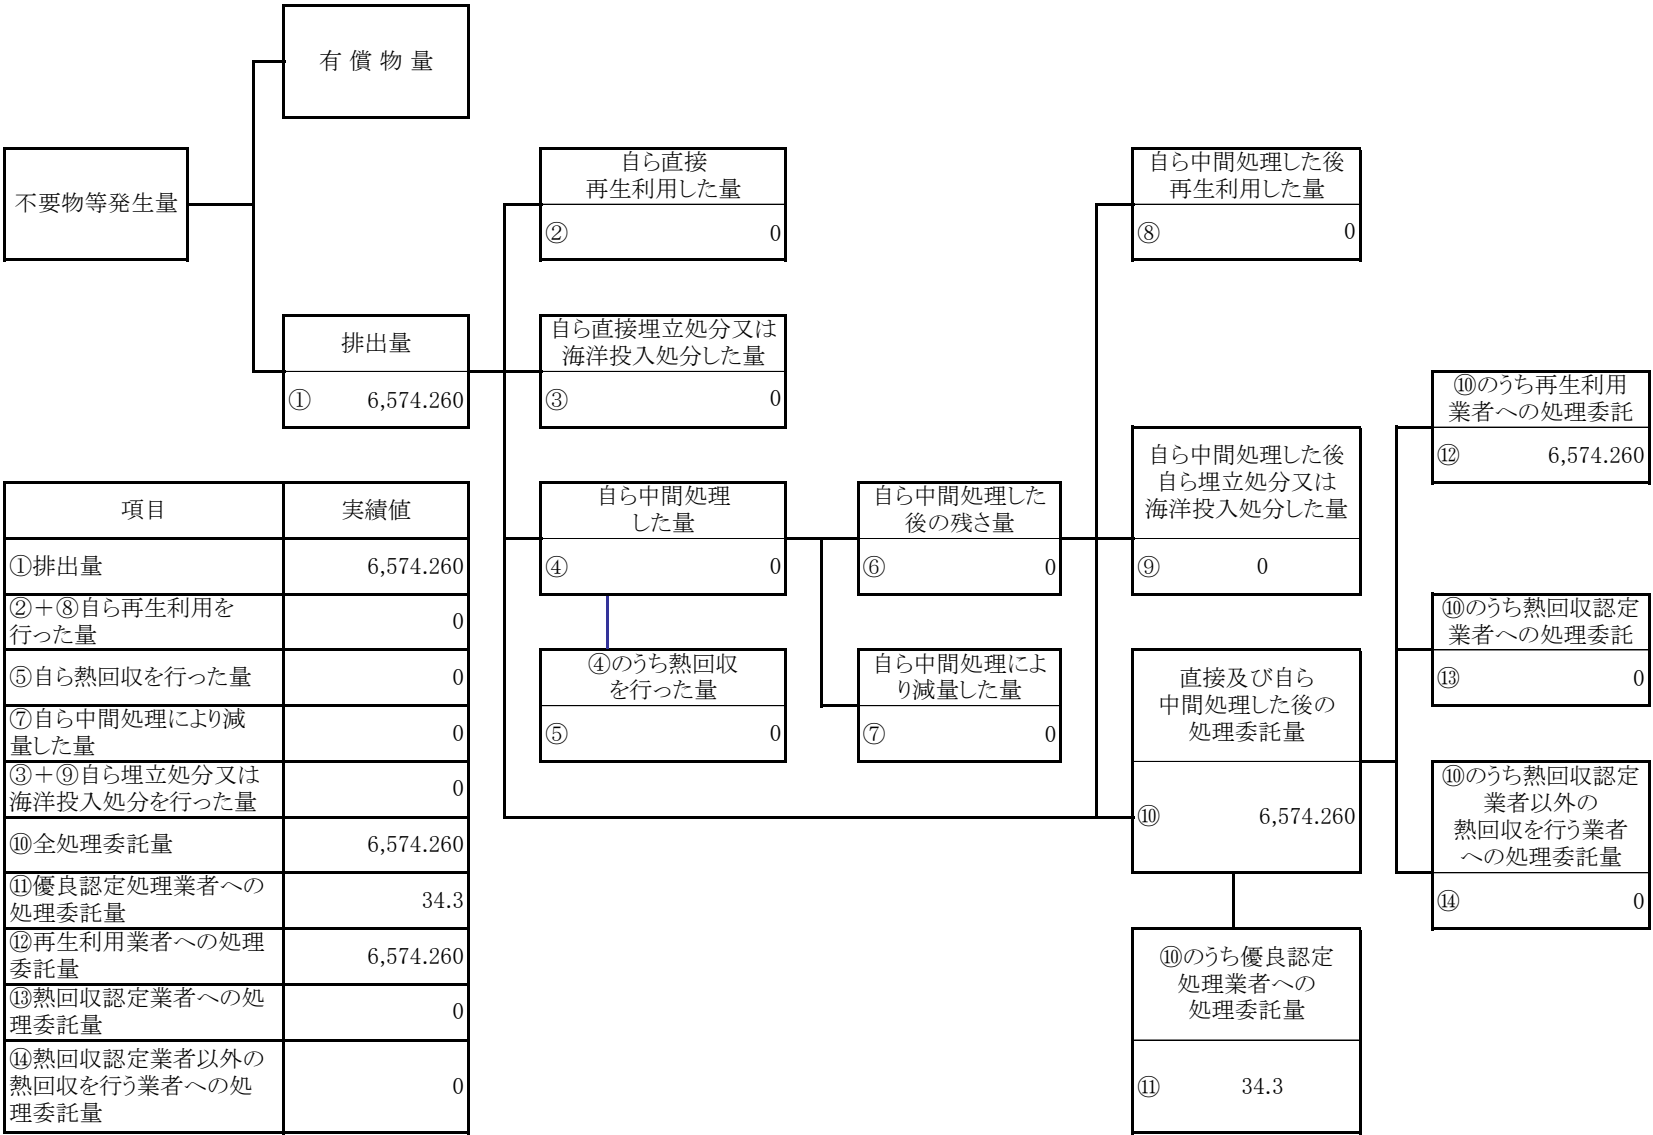 有 償 物 量
不要物等発生量
排出量
① 6,574.260
自ら直接
再生利用した量
② 0
自ら直接埋立処分又は
海洋投入処分した量
③ 0
自ら中間処理
した量
④ 0
④のうち熱回収
を行った量
⑤ 0
自ら中間処理した
後の残さ量
⑥ 0
自ら中間処理によ
り減量した量
⑦ 0
自ら中間処理した後
再生利用した量
⑧ 0
自ら中間処理した後
自ら埋立処分又は
海洋投入処分した量
⑨ 0
直接及び自ら
中間処理した後の
処理委託量
⑩ 6,574.260
⑩のうち優良認定
処理業者への
処理委託量
⑪ 34.3
⑩のうち再生利用
業者への処理委託
⑫ 6,574.260
⑩のうち熱回収認定
業者への処理委託
⑬ 0
⑩のうち熱回収認定
業者以外の
熱回収を行う業者
への処理委託量
⑭ 0
項目 実績値
①排出量 6,574.260
②＋⑧自ら再生利用を
行った量 0
⑤自ら熱回収を行った量 0
⑦自ら中間処理により減
量した量 0
③＋⑨自ら埋立処分又は
海洋投入処分を行った量 0
⑩全処理委託量 6,574.260
⑪優良認定処理業者への
処理委託量 34.3
⑫再生利用業者への処理
委託量 6,574.260
⑬熱回収認定業者への処
理委託量 0
⑭熱回収認定業者以外の
熱回収を行う業者への処
理委託量 0